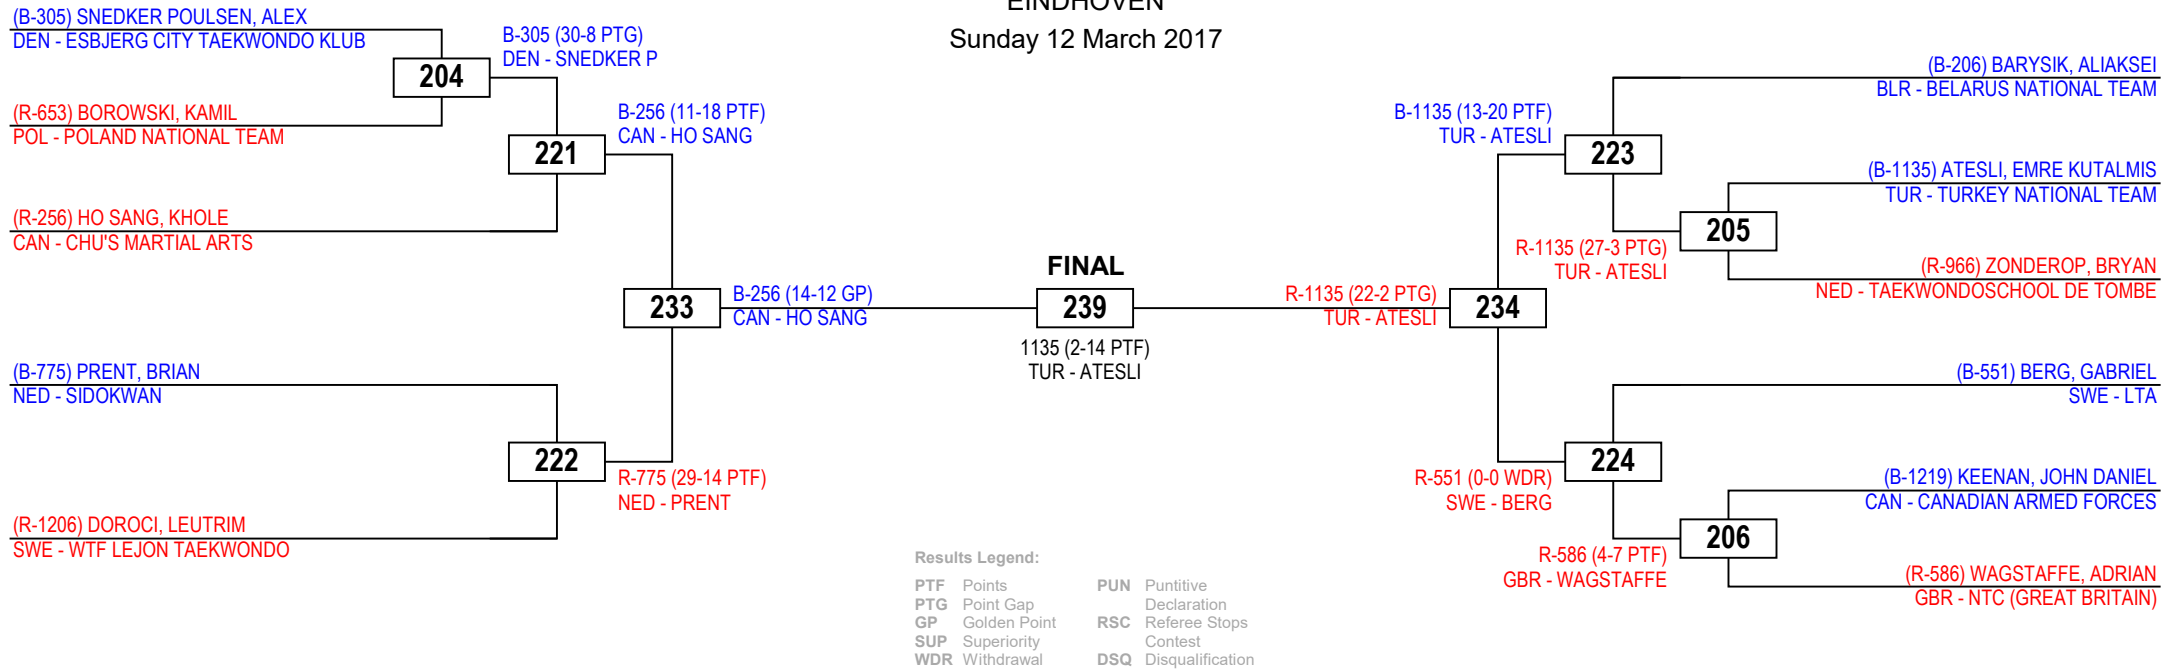 EINDHOVEN
Sunday 12 March 2017
(B-305) SNEDKER POULSEN, ALEX
DEN - ESBJERG CITY TAEKWONDO KLUB
204
(R-653) BOROWSKI, KAMIL
POL - POLAND NATIONAL TEAM
B-305 (30-8 PTG)
DEN - SNEDKER P
221
(R-256) HO SANG, KHOLE
CAN - CHU'S MARTIAL ARTS
B-256 (11-18 PTF)
CAN - HO SANG
233
B-256 (14-12 GP)
CAN - HO SANG
(B-775) PRENT, BRIAN
NED - SIDOKWAN
222
(R-1206) DOROCI, LEUTRIM
SWE - WTF LEJON TAEKWONDO
R-775 (29-14 PTF)
NED - PRENT
FINAL
239
1135 (2-14 PTF)
TUR - ATESLI
R-1135 (22-2 PTG)
TUR - ATESLI
234
B-1135 (13-20 PTF)
TUR - ATESLI
223
(B-206) BARYSIK, ALIAKSEI
BLR - BELARUS NATIONAL TEAM
(B-1135) ATESLI, EMRE KUTALMIS
TUR - TURKEY NATIONAL TEAM
205
R-1135 (27-3 PTG)
TUR - ATESLI
(R-966) ZONDEROP, BRYAN
NED - TAEKWONDOSCHOOL DE TOMBE
(B-551) BERG, GABRIEL
SWE - LTA
224
R-551 (0-0 WDR)
SWE - BERG
(B-1219) KEENAN, JOHN DANIEL
CAN - CANADIAN ARMED FORCES
206
R-586 (4-7 PTF)
GBR - WAGSTAFFE
(R-586) WAGSTAFFE, ADRIAN
GBR - NTC (GREAT BRITAIN)
Results Legend:
PTF Points
PTG Point Gap
GP Golden Point
SUP Superiority
WDR Withdrawal
PUN Puntitive
Declaration
RSC Referee Stops
Contest
DSQ Disqualification